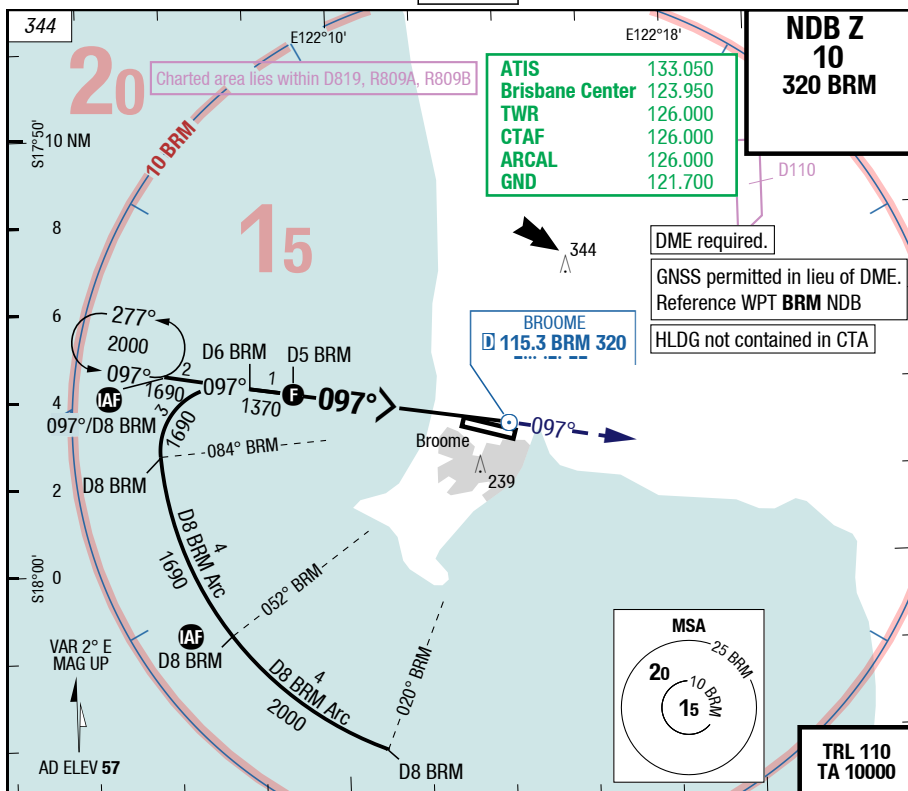 344
E122°10'
E122°18'
NDB Z
10
320 BRM
20
Charted area lies within D819, R809A, R809B
ATIS 133.050
Brisbane Center 123.950
TWR 126.000
CTAF 126.000
ARCAL 126.000
GND 121.700
S17°50'
10 NM
10 BRM
D110
8
15
344
DME required.
GNSS permitted in lieu of DME.
Reference WPT BRM NDB
HLDG not contained in CTA
6
277°
2000
097°
BROOME
D 115.3 BRM 320
D6 BRM
D5 BRM
2
1690
097°
1
1370
F
097°
097°
IAF
097°/D8 BRM
3
1690
Broome
084° BRM
D8 BRM
239
2
4
D8 BRM Arc
1690
S18°00'
0
052° BRM
IAF
D8 BRM
4
D8 BRM Arc
2000
020° BRM
D8 BRM
VAR 2° E
MAG UP
AD ELEV 57
MSA
25 BRM
20
10 BRM
15
TRL 110
TA 10000